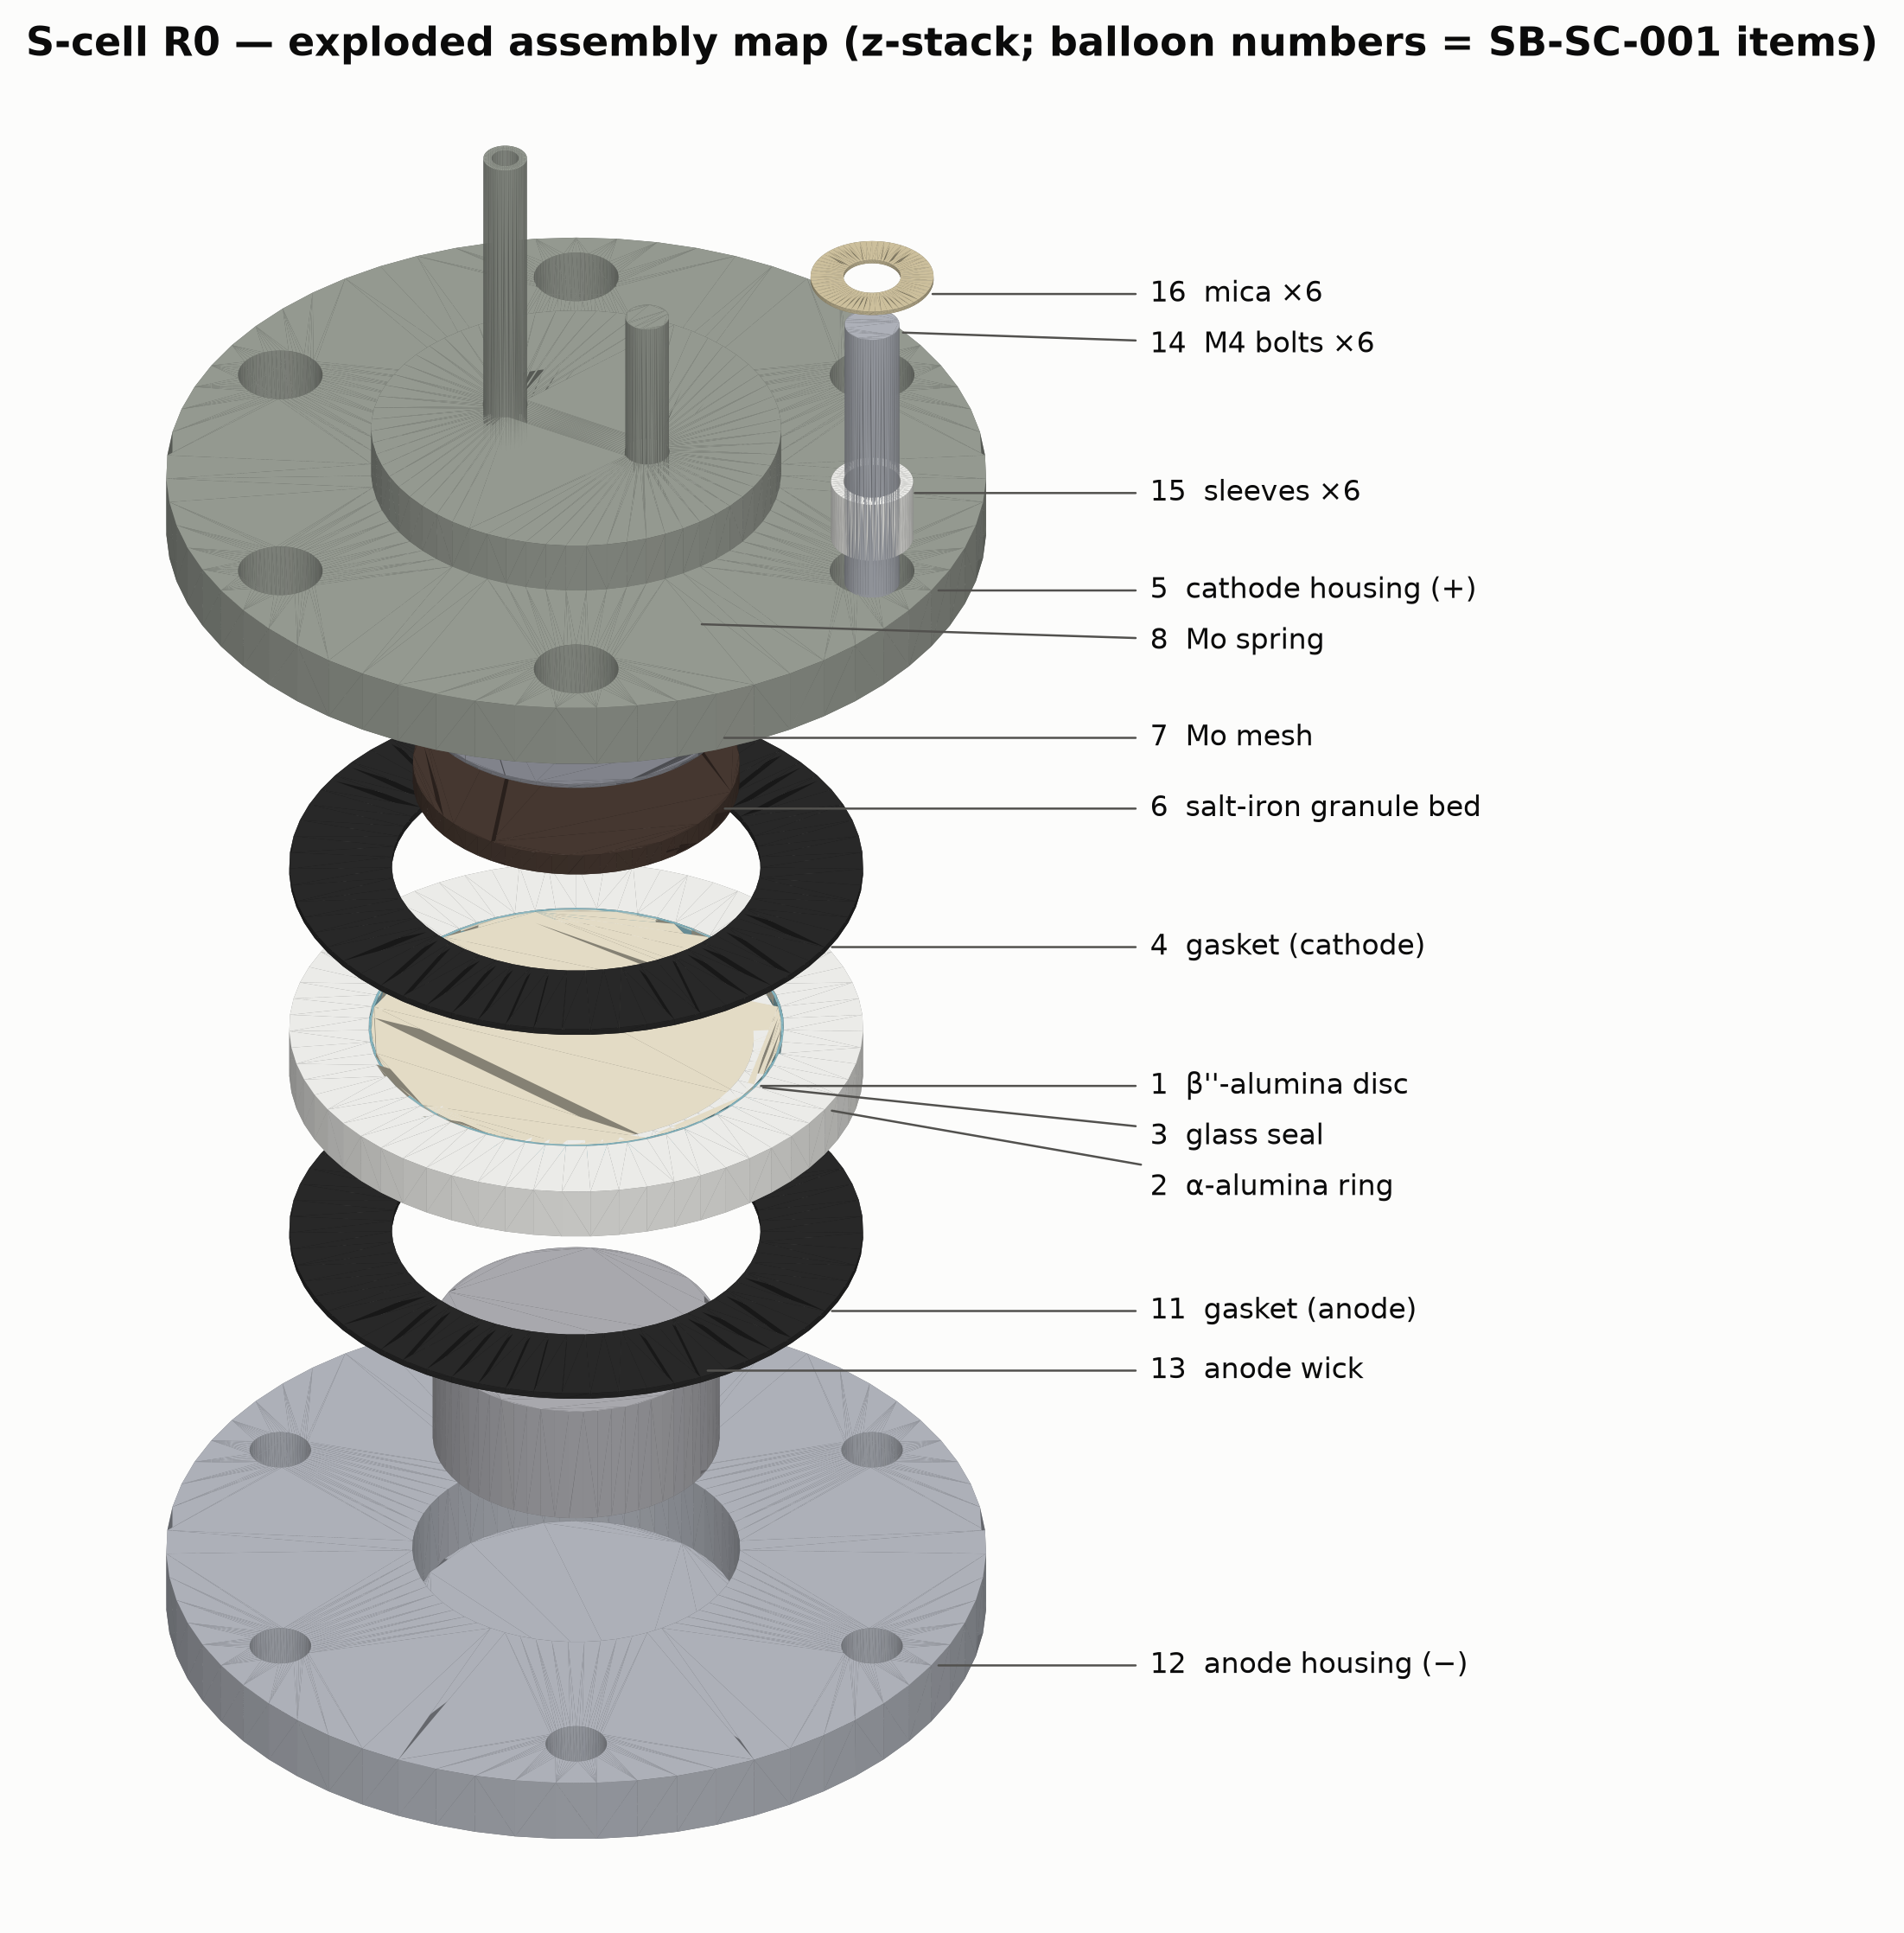 S-cell R0 — exploded assembly map (z-stack; balloon numbers = SB-SC-001 items)
16 mica ×6
14 M4 bolts ×6
15 sleeves ×6
5 cathode housing (+)
8 Mo spring
7 Mo mesh
6 salt-iron granule bed
4 gasket (cathode)
1 β''-alumina disc
3 glass seal
2 α-alumina ring
11 gasket (anode)
13 anode wick
12 anode housing (−)